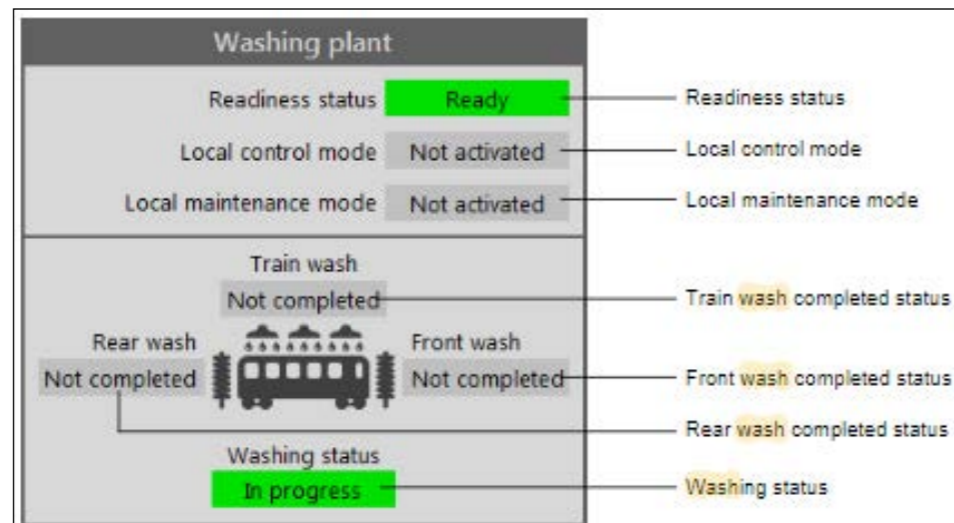 Washing plant
Readiness status Ready Readiness status
Local control mode Not activated Local control mode
Local maintenance mode Not activated Local maintenance mode
Train wash
Not completed Train wash completed status
Rear wash Front wash
Not completed Not completed Front wash completed status
Rear wash completed status
Washing status
In progress Washing status